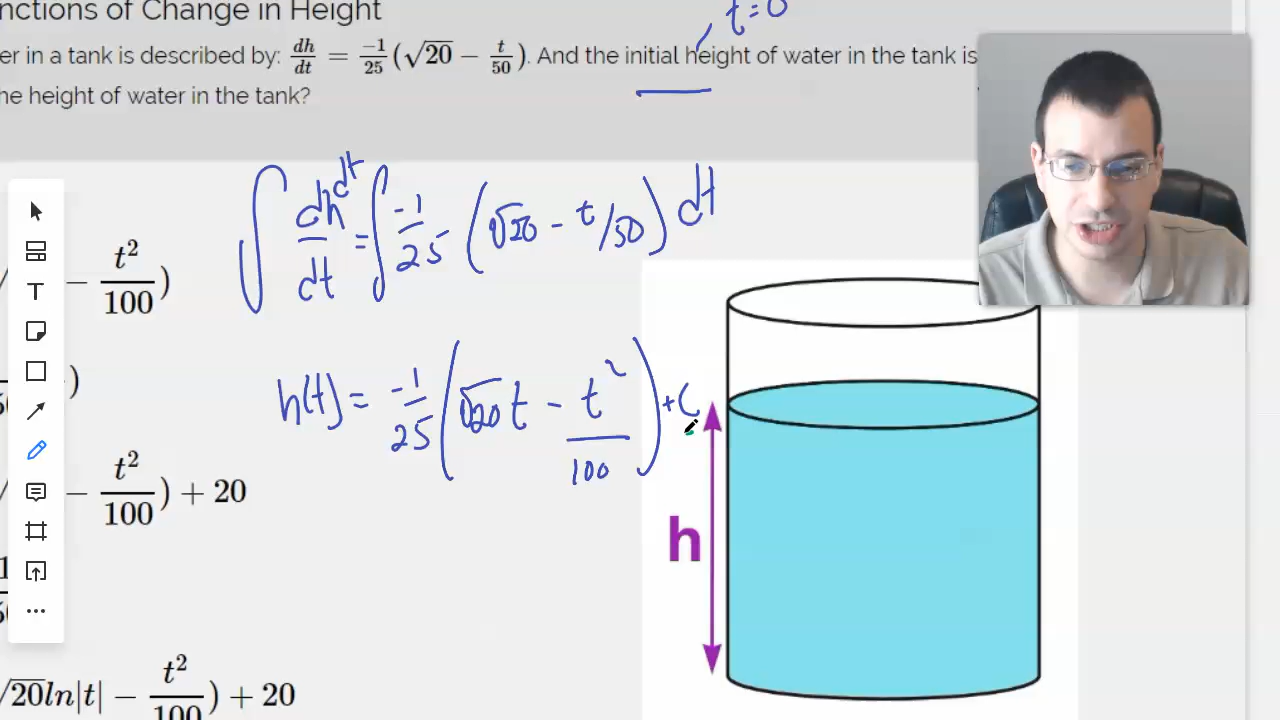 nctions of Change in Height
t=0
er in a tank is described by: dh/dt = -1/25(√20 − t/50). And the initial height of water in the tank is
he height of water in the tank?
∫ dh/dt dt = ∫ -1/25 (√20 − t/50) dt
− t²/100)
)
h(t) = -1/25 (√20 t − t²/100) + C
− t²/100) + 20
h
√20ln|t| − t²/100) + 20
T